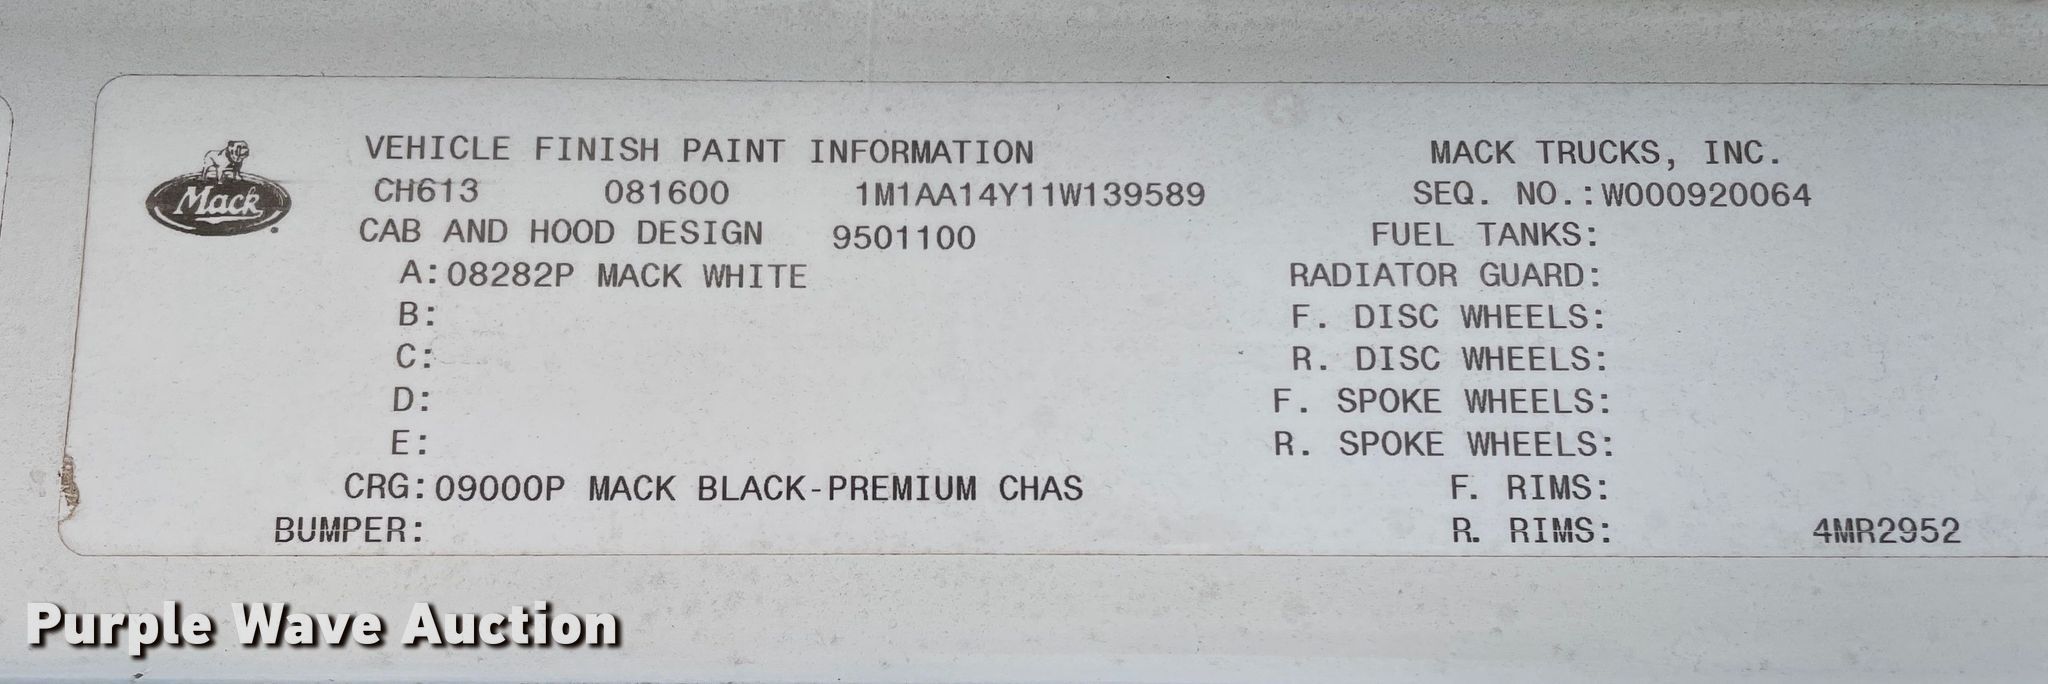 VEHICLE FINISH PAINT INFORMATION MACK TRUCKS, INC.
Mack CH613 081600 1M1AA14Y11W139589 SEQ. NO.:W000920064
CAB AND HOOD DESIGN 9501100 FUEL TANKS:
A:08282P MACK WHITE RADIATOR GUARD:
B: F. DISC WHEELS:
C: R. DISC WHEELS:
D: F. SPOKE WHEELS:
E: R. SPOKE WHEELS:
CRG:09000P MACK BLACK-PREMIUM CHAS F. RIMS:
BUMPER: R. RIMS: 4MR2952
Purple Wave Auction